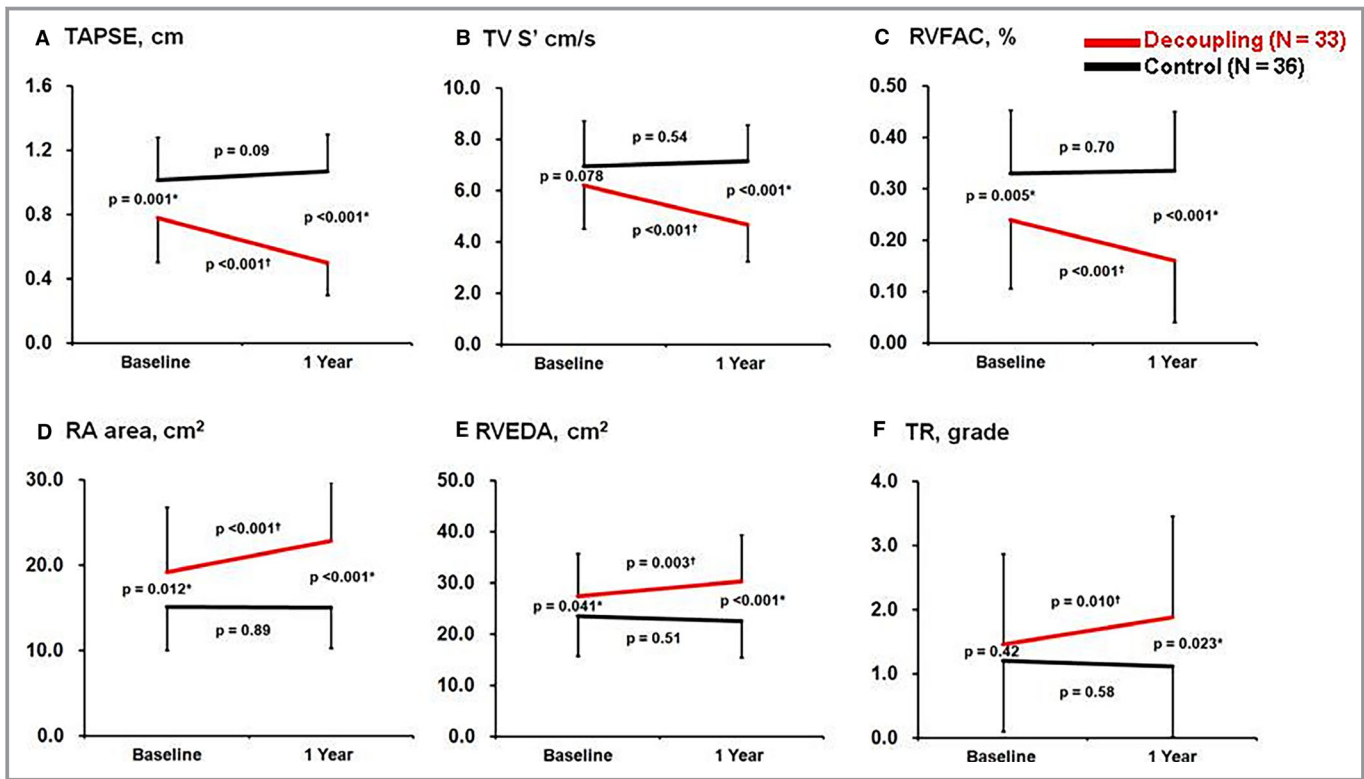 A TAPSE, cm
1.6
1.2
0.8
0.4
0.0
p = 0.09
p = 0.001*
p <0.001*
p <0.001†
Baseline 1 Year
B TV S’ cm/s
10.0
8.0
6.0
4.0
2.0
0.0
p = 0.54
p = 0.078
p <0.001*
p <0.001†
Baseline 1 Year
C RVFAC, %
Decoupling (N = 33)
Control (N = 36)
0.50
0.40
0.30
0.20
0.10
0.00
p = 0.70
p = 0.005*
p <0.001*
p <0.001†
Baseline 1 Year
D RA area, cm²
30.0
20.0
10.0
0.0
p <0.001†
p = 0.012*
p <0.001*
p = 0.89
Baseline 1 Year
E RVEDA, cm²
50.0
40.0
30.0
20.0
10.0
0.0
p = 0.003†
p = 0.041*
p <0.001*
p = 0.51
Baseline 1 Year
F TR, grade
4.0
3.0
2.0
1.0
0.0
p = 0.010†
p = 0.42
p = 0.023*
p = 0.58
Baseline 1 Year